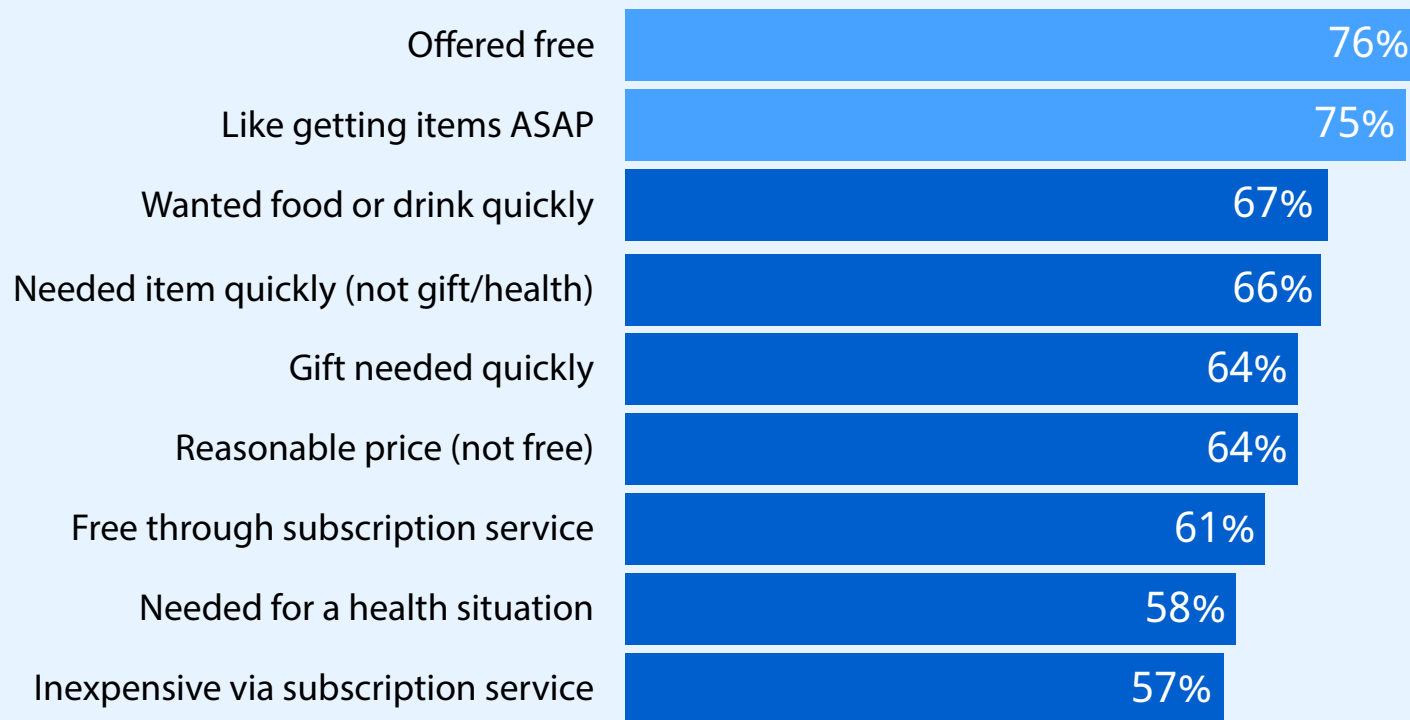 Offered free 76%
Like getting items ASAP 75%
Wanted food or drink quickly 67%
Needed item quickly (not gift/health) 66%
Gift needed quickly 64%
Reasonable price (not free) 64%
Free through subscription service 61%
Needed for a health situation 58%
Inexpensive via subscription service 57%